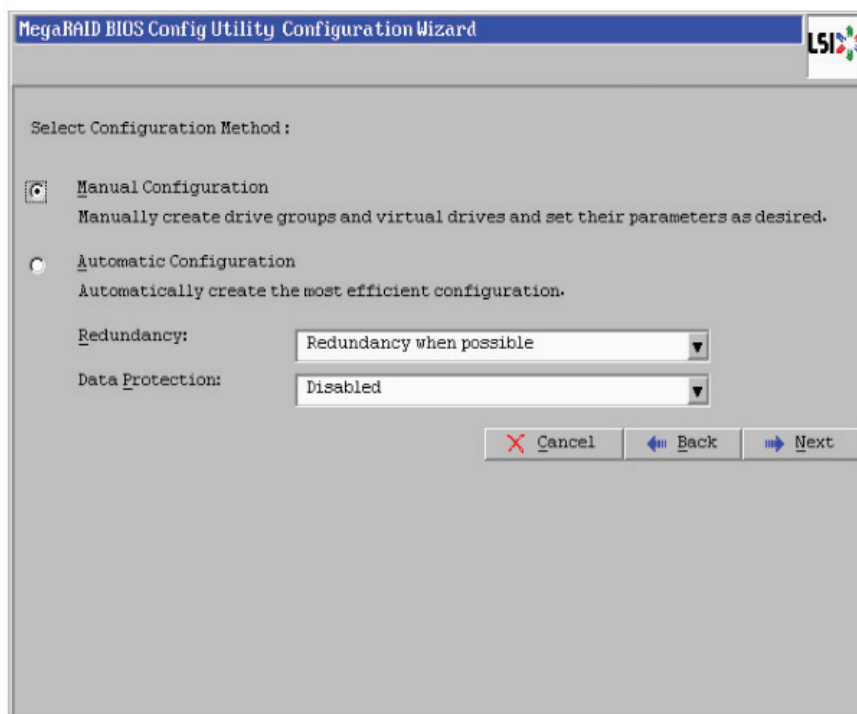 MegaRAID BIOS Config Utility Configuration Wizard
LSI
Select Configuration Method:
Manual Configuration
Manually create drive groups and virtual drives and set their parameters as desired.
Automatic Configuration
Automatically create the most efficient configuration.
Redundancy: Redundancy when possible
Data Protection: Disabled
Cancel Back Next